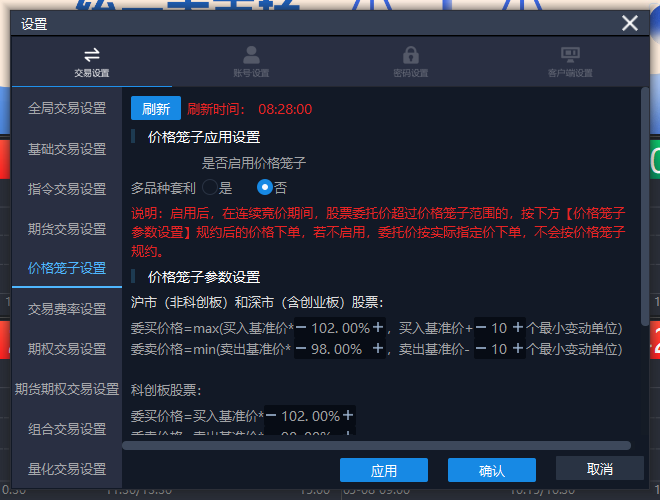 设置
交易设置
账号设置
密码设置
客户端设置
全局交易设置
基础交易设置
指令交易设置
期货交易设置
价格笼子设置
交易费率设置
期权交易设置
期货期权交易设置
组合交易设置
量化交易设置
刷新 刷新时间： 08:28:00
价格笼子应用设置
是否启用价格笼子
多品种套利 是 否
说明：启用后，在连续竞价期间，股票委托价超过价格笼子范围的，按下方【价格笼子
参数设置】规约后的价格下单，若不启用，委托价按实际指定价下单，不会按价格笼子
规约。
价格笼子参数设置
沪市（非科创板）和深市（含创业板）股票：
委买价格=max(买入基准价*－ 102.00%＋ ，买入基准价+－ 10 ＋个最小变动单位)
委卖价格=min(卖出基准价*－ 98.00% ＋ ，卖出基准价-－ 10 ＋个最小变动单位)
科创板股票：
委买价格=买入基准价*－ 102.00%＋
委卖价格=卖出基准价*－ 98.00% ＋
应用
确认
取消